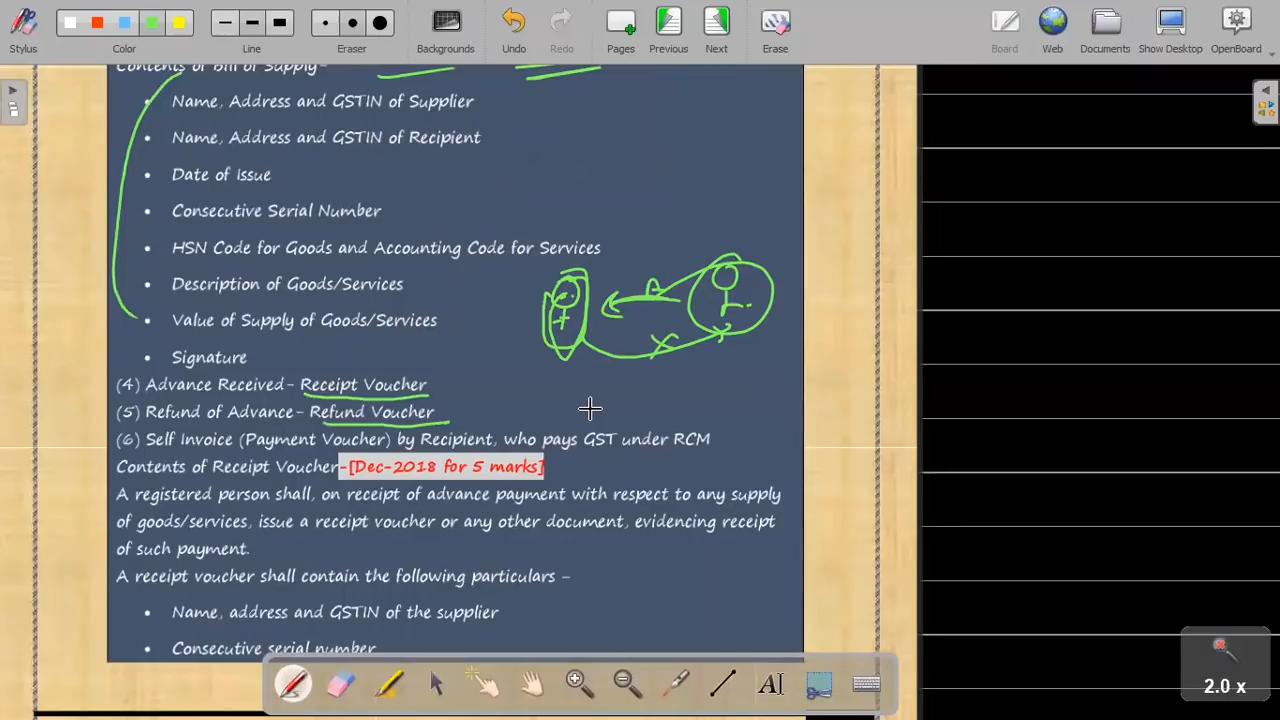 Stylus
Color
Line
Eraser
Backgrounds
Undo
Redo
Pages
Previous
Next
Erase
Board
Web
Documents
Show Desktop
OpenBoard
Contents of Bill of Supply-
• Name, Address and GSTIN of Supplier
• Name, Address and GSTIN of Recipient
• Date of Issue
• Consecutive Serial Number
• HSN Code for Goods and Accounting Code for Services
• Description of Goods/Services
• Value of Supply of Goods/Services
• Signature
(4) Advance Received- Receipt Voucher
(5) Refund of Advance- Refund Voucher
(6) Self Invoice (Payment Voucher) by Recipient, who pays GST under RCM
Contents of Receipt Voucher-[Dec-2018 for 5 marks]
A registered person shall, on receipt of advance payment with respect to any supply
of goods/services, issue a receipt voucher or any other document, evidencing receipt
of such payment.
A receipt voucher shall contain the following particulars –
• Name, address and GSTIN of the supplier
• Consecutive serial number
2.0 x